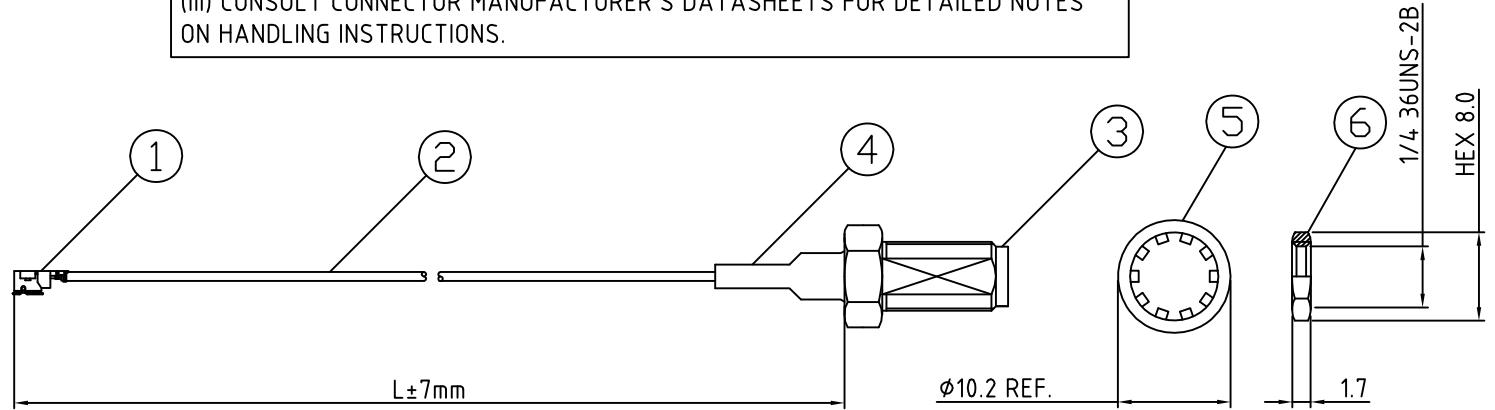 (III) CONSULT CONNECTOR MANUFACTURER'S DATASHEETS FOR DETAILED NOTES
ON HANDLING INSTRUCTIONS.
1
2
4
3
5
6
1/4 36UNS-2B
HEX 8.0
L±7mm
Ø10.2 REF.
1.7